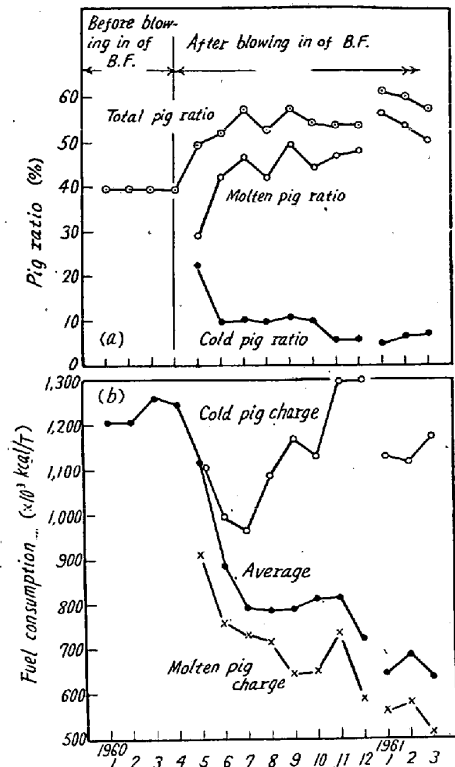 Before blow-
ing in of
B.F.
After blowing in of B.F.
Pig ratio (%)
60
50
40
30
20
10
0
Total pig ratio
Molten pig ratio
Cold pig ratio
(a)
Fuel consumption (×10³ kcal/T)
1,300
1,200
1,100
1,000
900
800
700
600
500
(b)
Cold pig charge
Average
Molten pig
charge
1960 1961
1 2 3 4 5 6 7 8 9 10 11 12 1 2 3